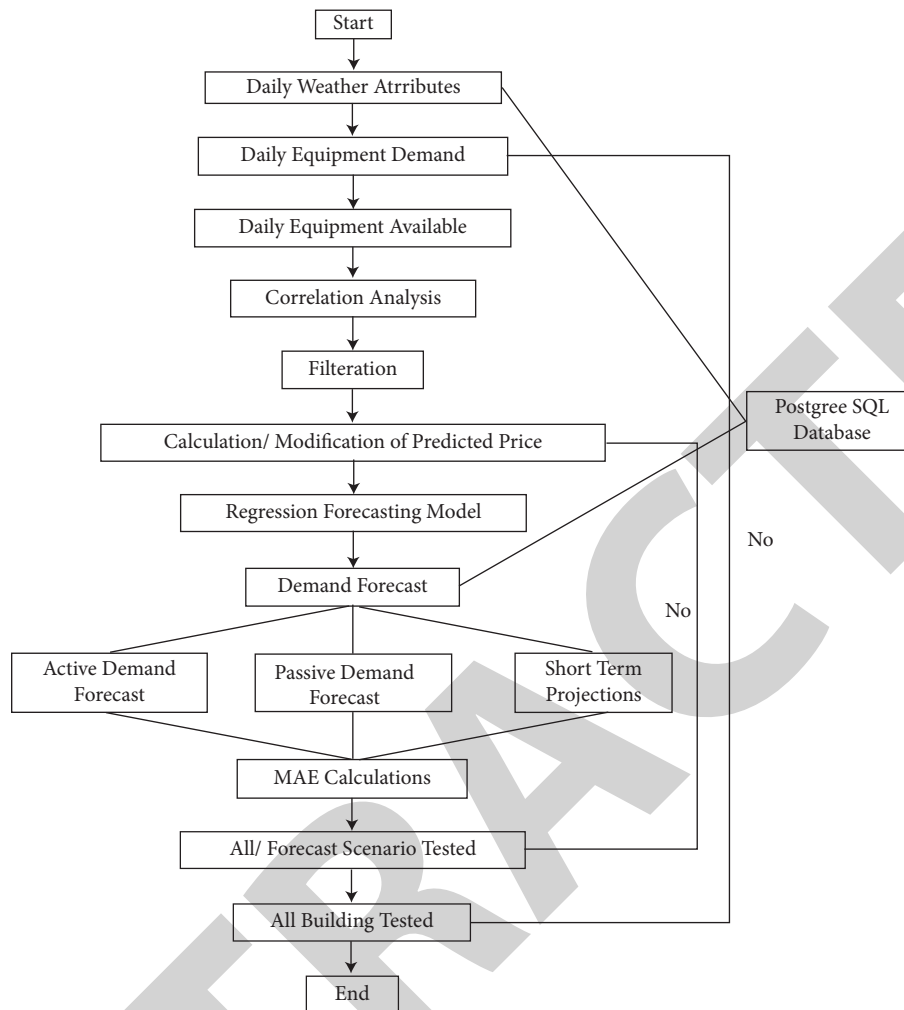 Start
Daily Weather Atrributes
Daily Equipment Demand
Daily Equipment Available
Correlation Analysis
Filteration
Calculation/ Modification of Predicted Price
Postgree SQL
Database
Regression Forecasting Model
No
Demand Forecast
No
Active Demand
Forecast
Passive Demand
Forecast
Short Term
Projections
MAE Calculations
All/ Forecast Scenario Tested
All Building Tested
End
TRACTE